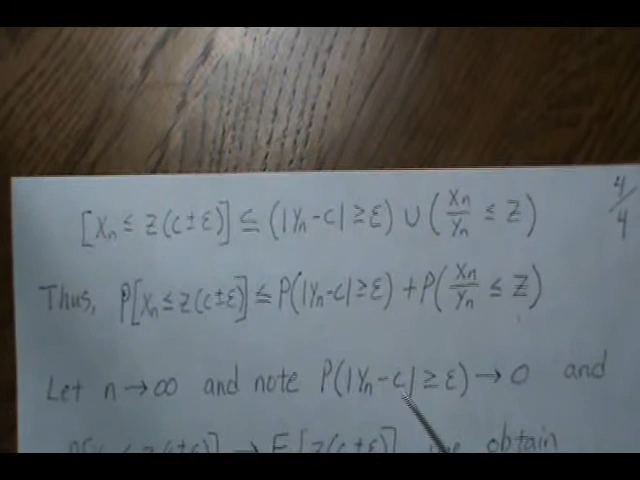 4/4
[Xn ≤ z(c±ε)] ⊆ (|Yn-c| ≥ ε) ∪ (Xn/Yn ≤ z)
Thus, P[Xn ≤ z(c±ε)] ≤ P(|Yn-c| ≥ ε) + P(Xn/Yn ≤ z)
Let n→∞ and note P(|Yn-c| ≥ ε) → 0 and
z(c±ε)] → F[z(c±ε)] obtain